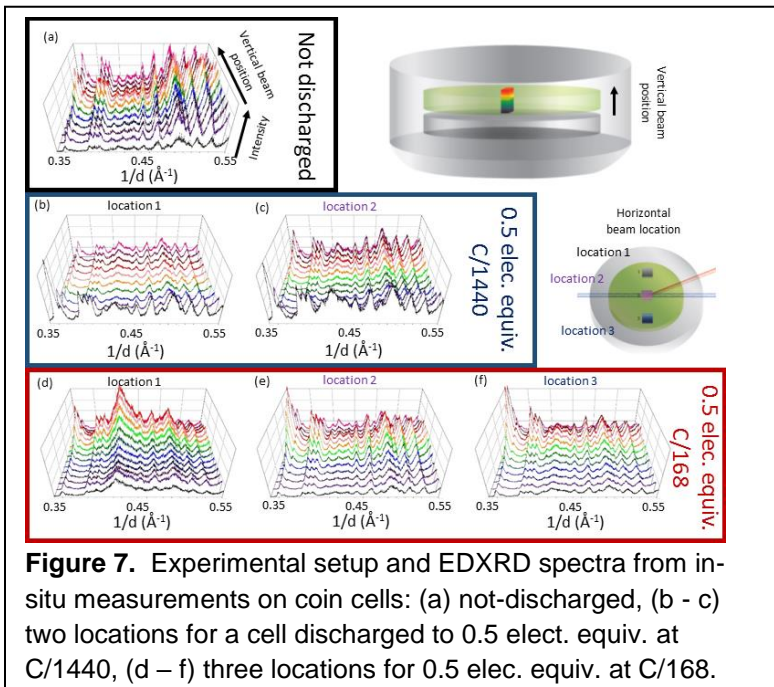 (a)
Vertical beam
position
Intensity
0.35 0.45 0.55
1/d (Å⁻¹)
Not discharged
Vertical beam
position
(b) location 1
0.35 0.45 0.55
1/d (Å⁻¹)
(c) location 2
0.35 0.45 0.55
1/d (Å⁻¹)
0.5 elec. equiv.
C/1440
Horizontal
beam location
location 1
location 2
location 3
(d) location 1
0.35 0.45 0.55
1/d (Å⁻¹)
(e) location 2
0.35 0.45 0.55
1/d (Å⁻¹)
(f) location 3
0.35 0.45 0.55
1/d (Å⁻¹)
0.5 elec. equiv.
C/168
Figure 7. Experimental setup and EDXRD spectra from in-
situ measurements on coin cells: (a) not-discharged, (b - c)
two locations for a cell discharged to 0.5 elect. equiv. at
C/1440, (d – f) three locations for 0.5 elec. equiv. at C/168.